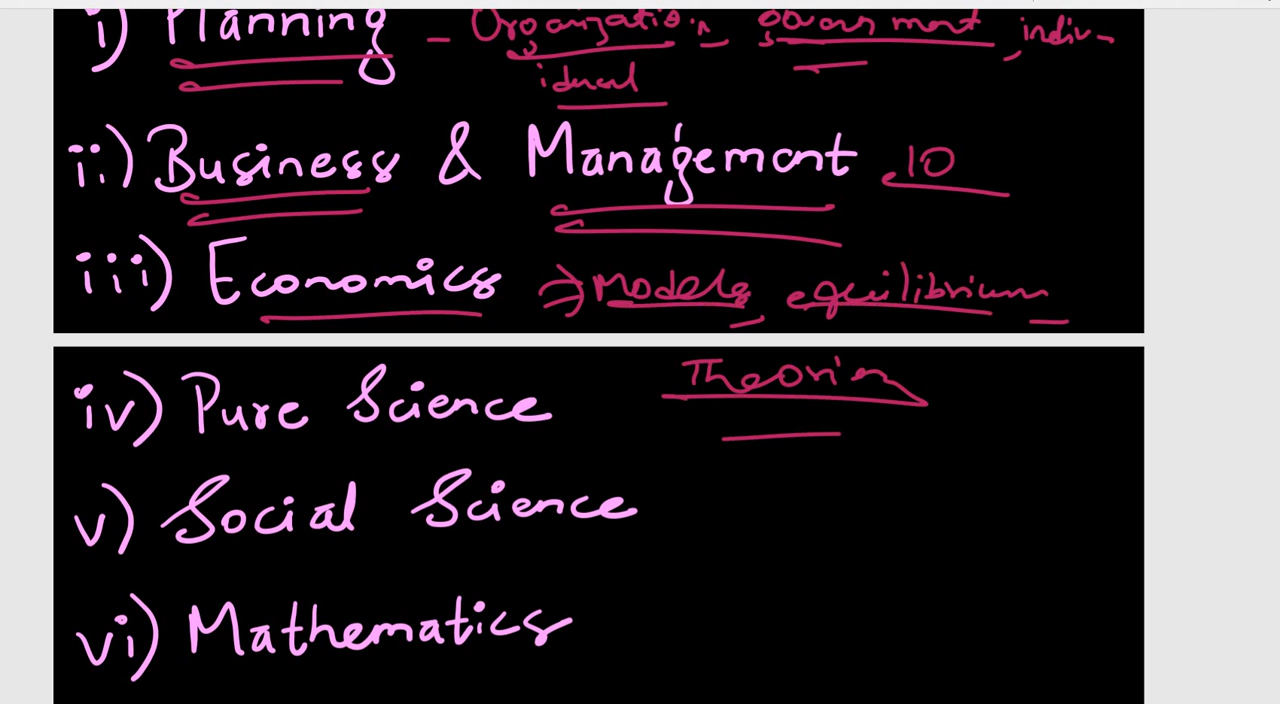 i) Planning - Organization, Government, indiv-
idual
ii) Business & Management 10
iii) Economics ⇒ Models, equilibrium
Theories
iv) Pure Science
v) Social Science
vi) Mathematics